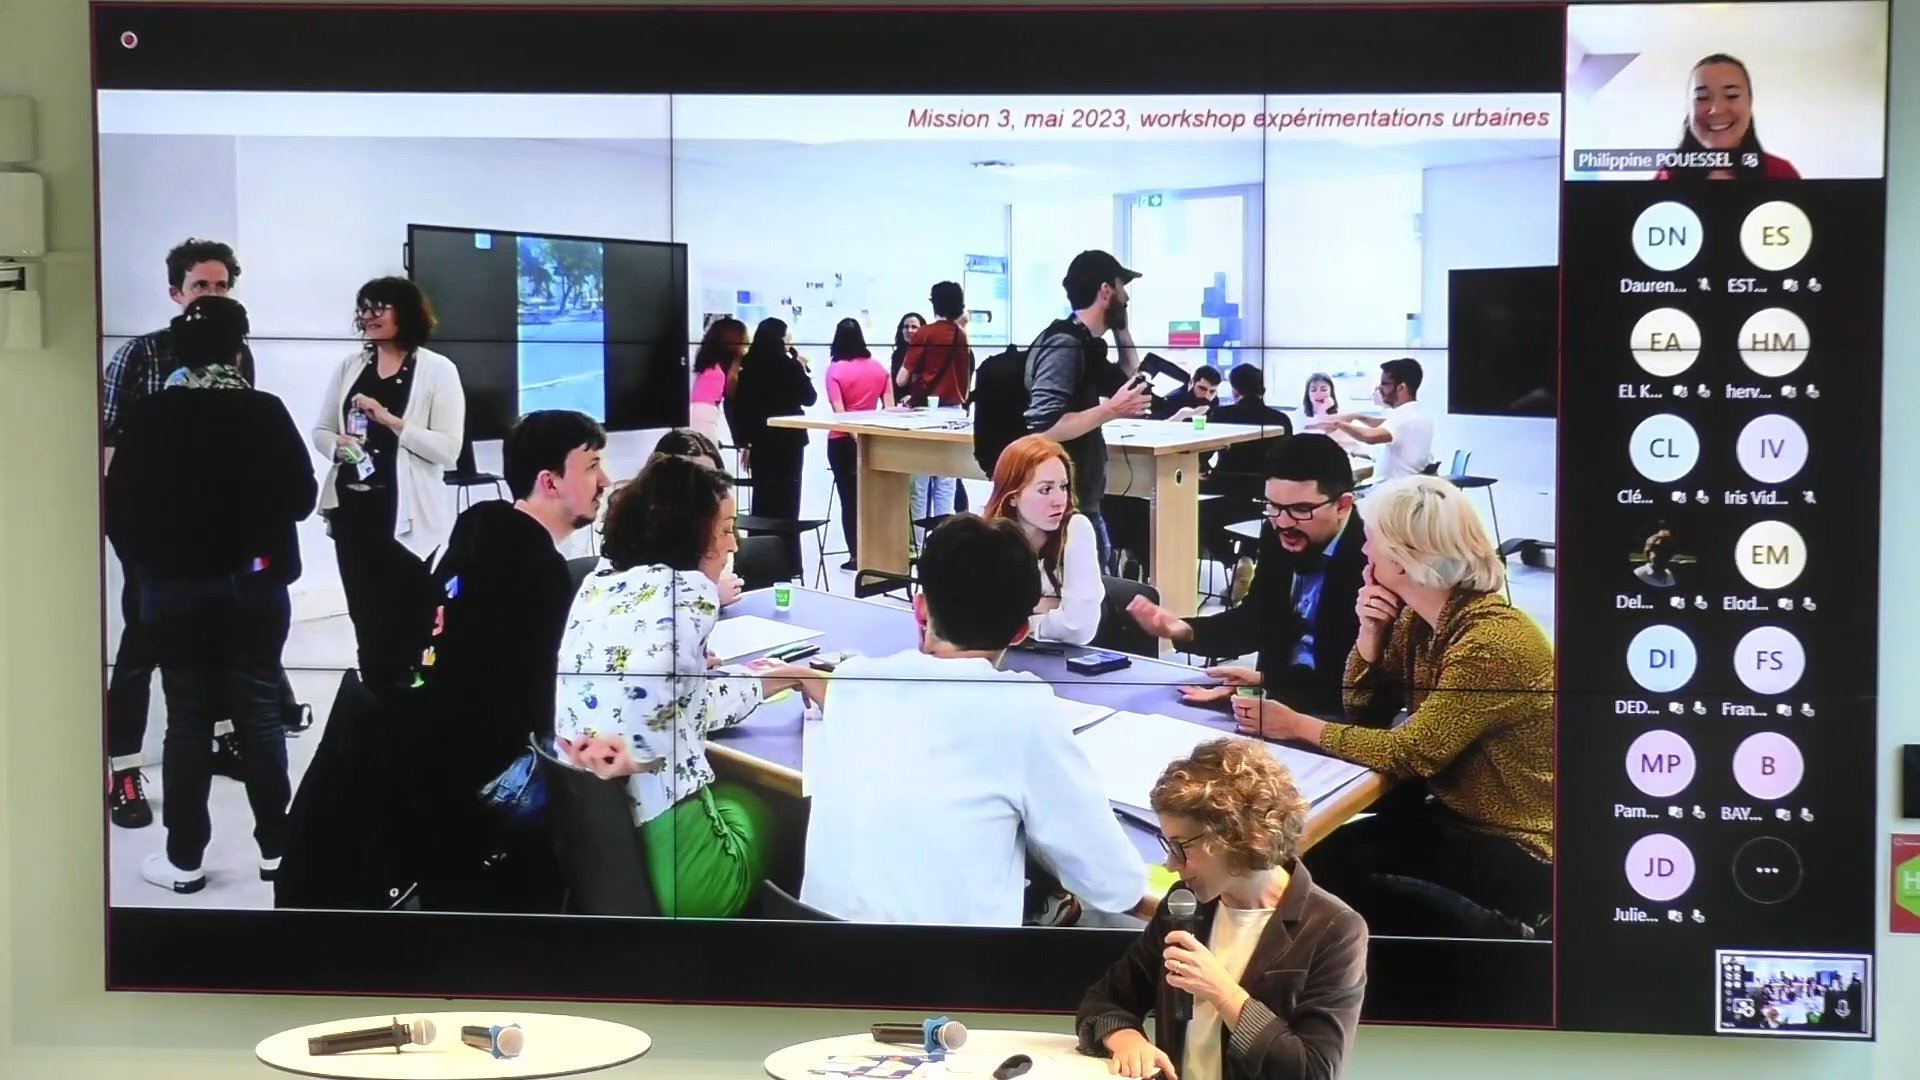 Mission 3, mai 2023, workshop expérimentations urbaines
Philippine POUESSEL
DN
ES
Dauren...
EST...
EA
HM
EL K...
herv...
CL
IV
Clé...
Iris Vid...
EM
Del...
Elod...
DI
FS
DED...
Fran...
MP
B
Pam...
BAY...
JD
...
Julie...
H